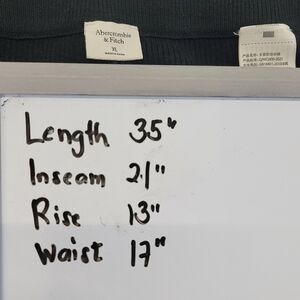 Abercrombie
& Fitch
XL
Length 35"
Inseam 21"
Rise 13"
Waist 17"